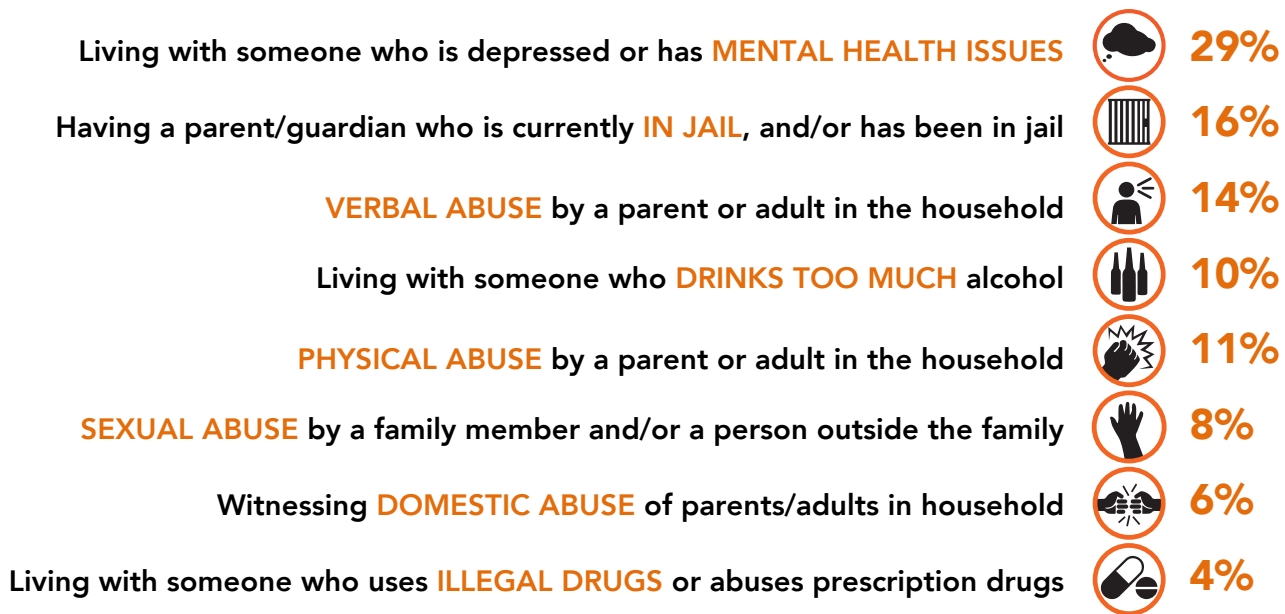 Living with someone who is depressed or has MENTAL HEALTH ISSUES 29%
Having a parent/guardian who is currently IN JAIL, and/or has been in jail 16%
VERBAL ABUSE by a parent or adult in the household 14%
Living with someone who DRINKS TOO MUCH alcohol 10%
PHYSICAL ABUSE by a parent or adult in the household 11%
SEXUAL ABUSE by a family member and/or a person outside the family 8%
Witnessing DOMESTIC ABUSE of parents/adults in household 6%
Living with someone who uses ILLEGAL DRUGS or abuses prescription drugs 4%